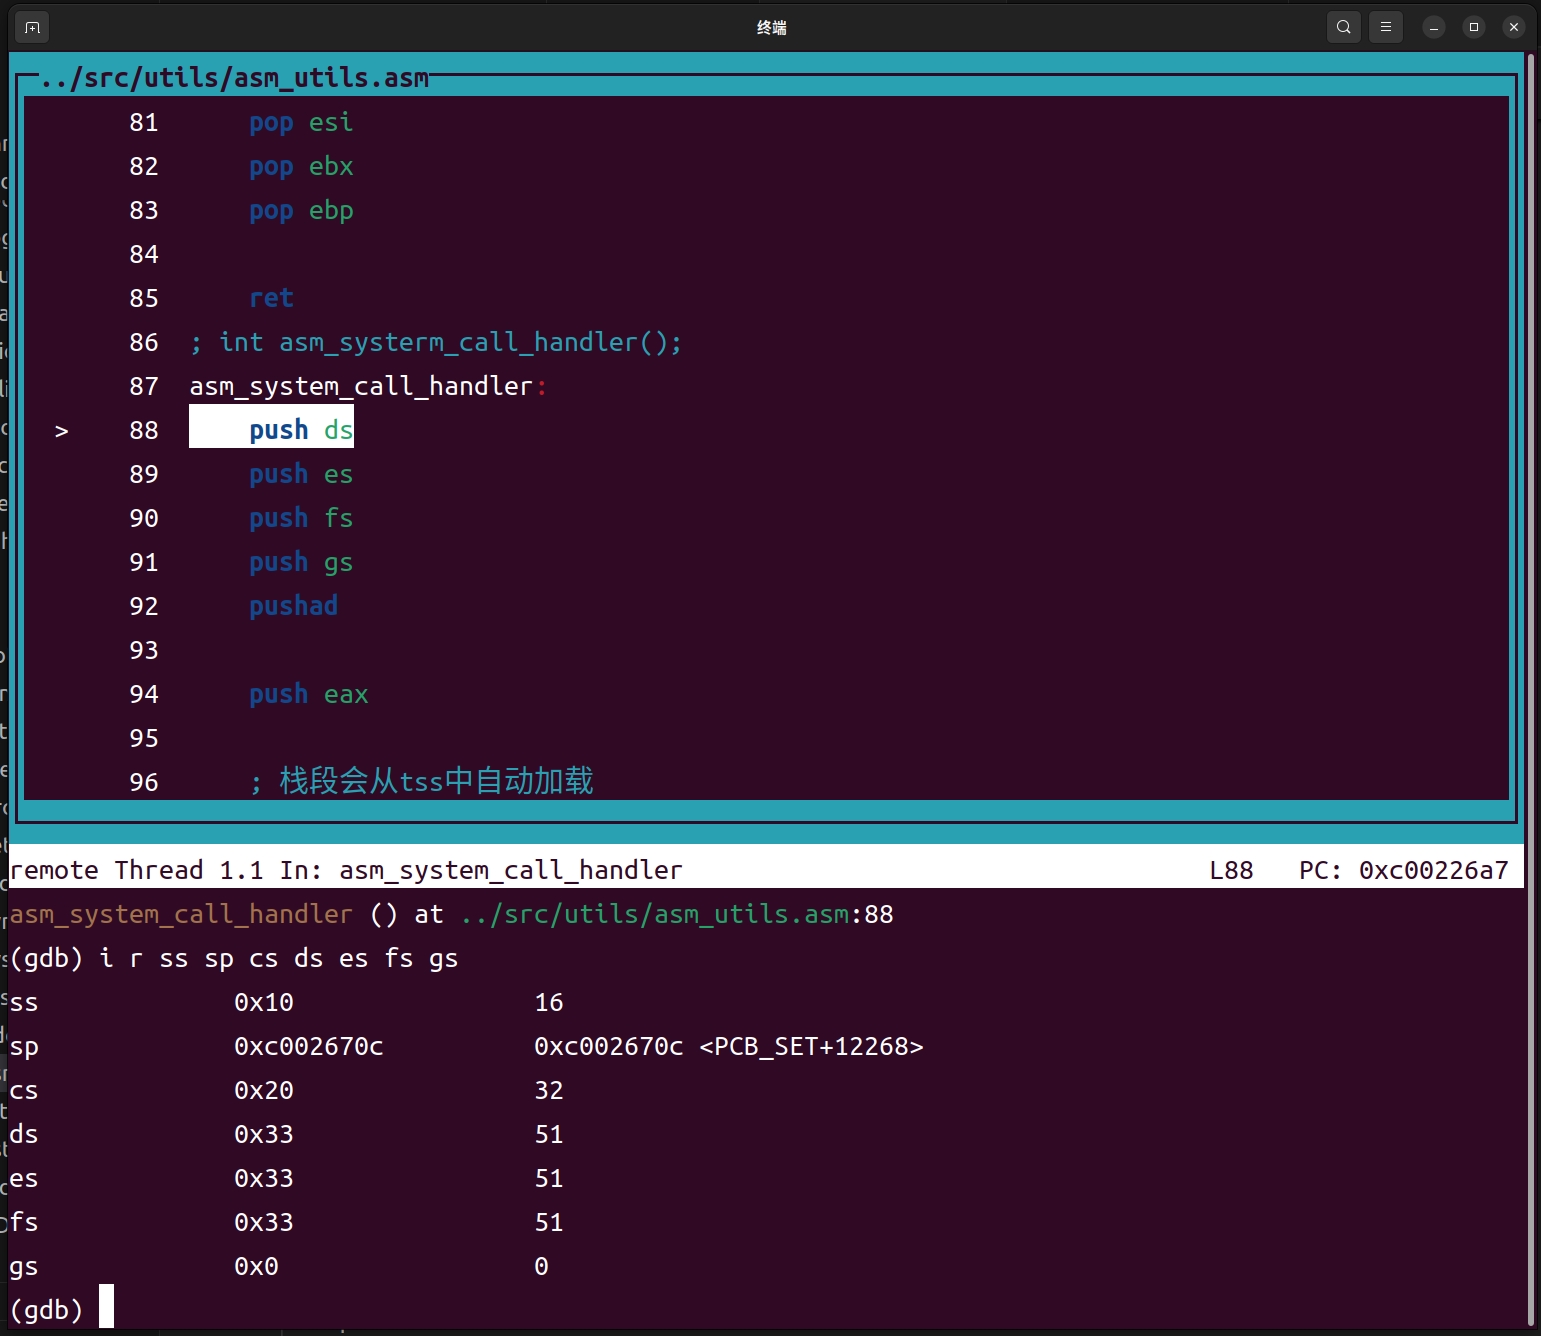 终端
../src/utils/asm_utils.asm
81 pop esi
82 pop ebx
83 pop ebp
84
85 ret
86 ; int asm_systerm_call_handler();
87 asm_system_call_handler:
> 88 push ds
89 push es
90 push fs
91 push gs
92 pushad
93
94 push eax
95
96 ; 栈段会从tss中自动加载
remote Thread 1.1 In: asm_system_call_handler L88 PC: 0xc00226a7
asm_system_call_handler () at ../src/utils/asm_utils.asm:88
(gdb) i r ss sp cs ds es fs gs
ss 0x10 16
sp 0xc002670c 0xc002670c <PCB_SET+12268>
cs 0x20 32
ds 0x33 51
es 0x33 51
fs 0x33 51
gs 0x0 0
(gdb)